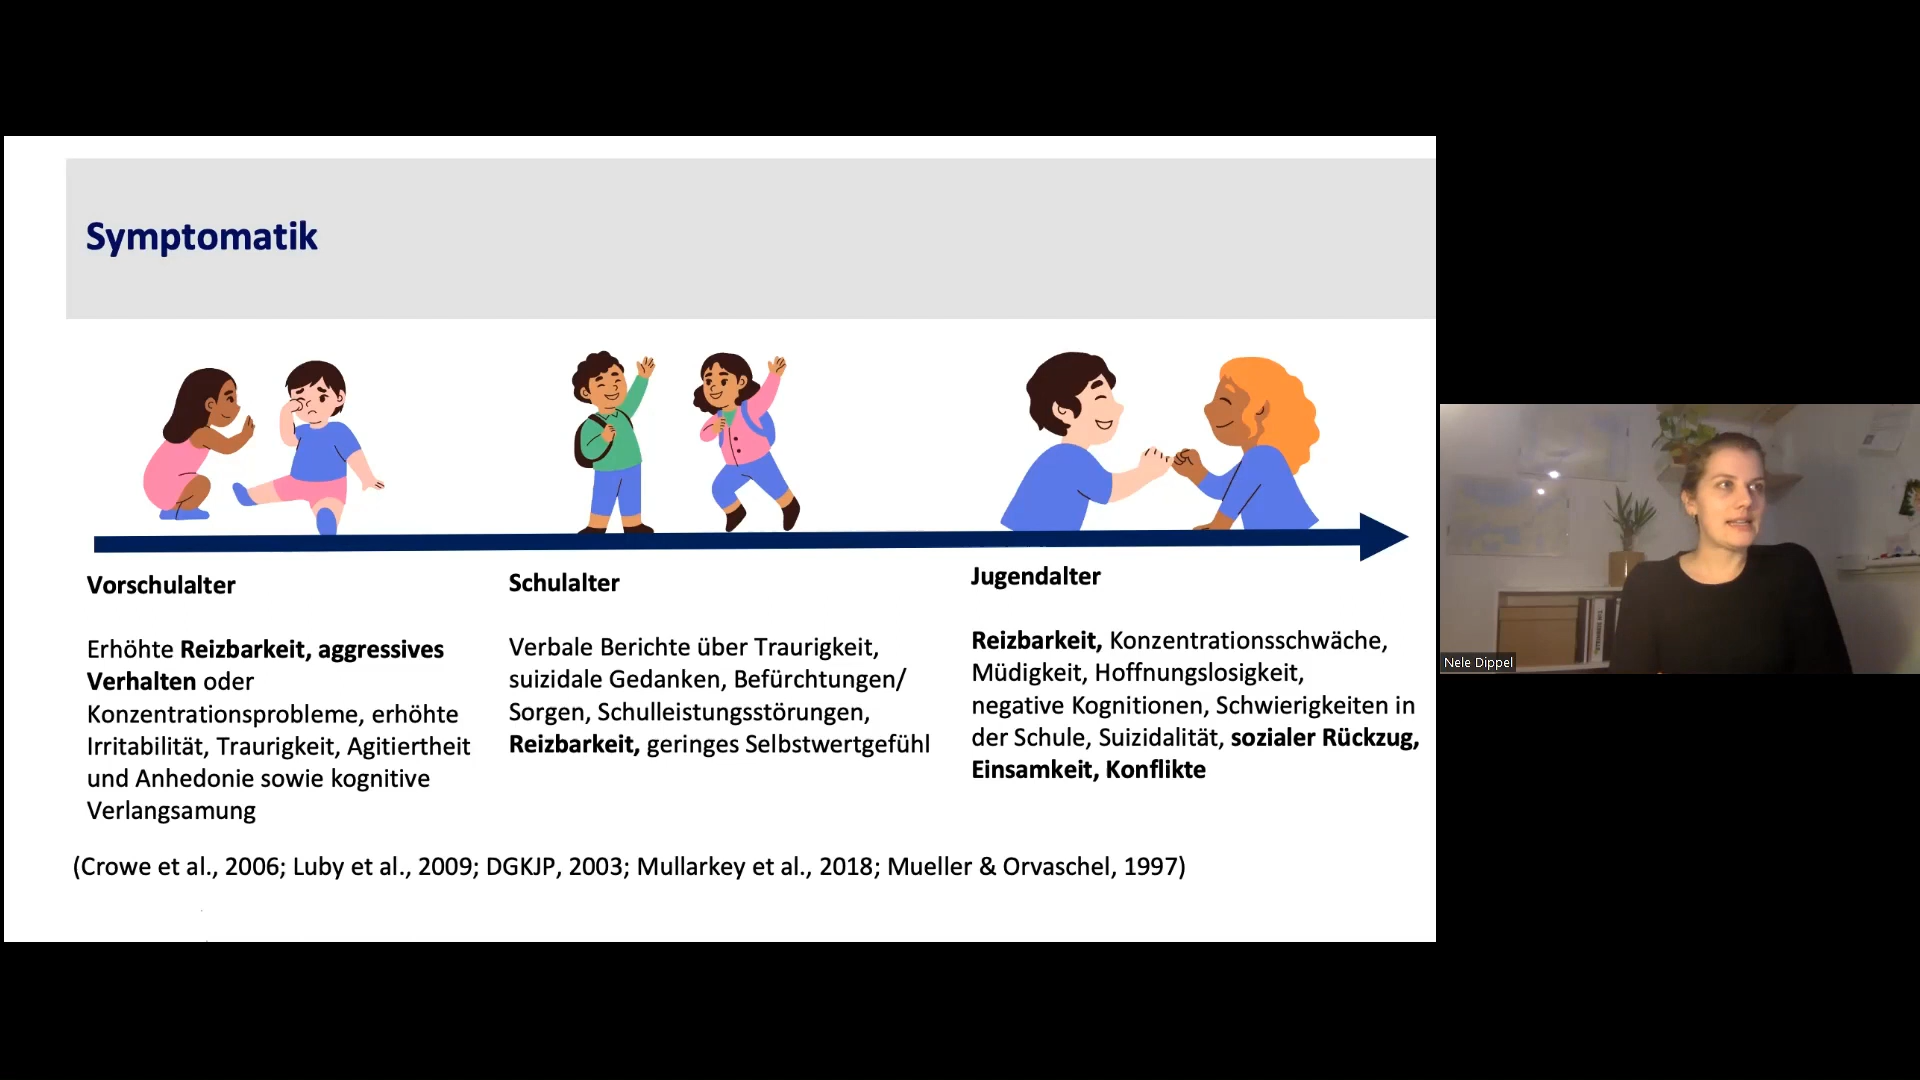 Symptomatik
Vorschulalter
Erhöhte Reizbarkeit, aggressives
Verhalten oder
Konzentrationsprobleme, erhöhte
Irritabilität, Traurigkeit, Agitiertheit
und Anhedonie sowie kognitive
Verlangsamung
Schulalter
Verbale Berichte über Traurigkeit,
suizidale Gedanken, Befürchtungen/
Sorgen, Schulleistungsstörungen,
Reizbarkeit, geringes Selbstwertgefühl
Jugendalter
Reizbarkeit, Konzentrationsschwäche,
Müdigkeit, Hoffnungslosigkeit,
negative Kognitionen, Schwierigkeiten in
der Schule, Suizidalität, sozialer Rückzug,
Einsamkeit, Konflikte
(Crowe et al., 2006; Luby et al., 2009; DGKJP, 2003; Mullarkey et al., 2018; Mueller & Orvaschel, 1997)
Nele Dippel